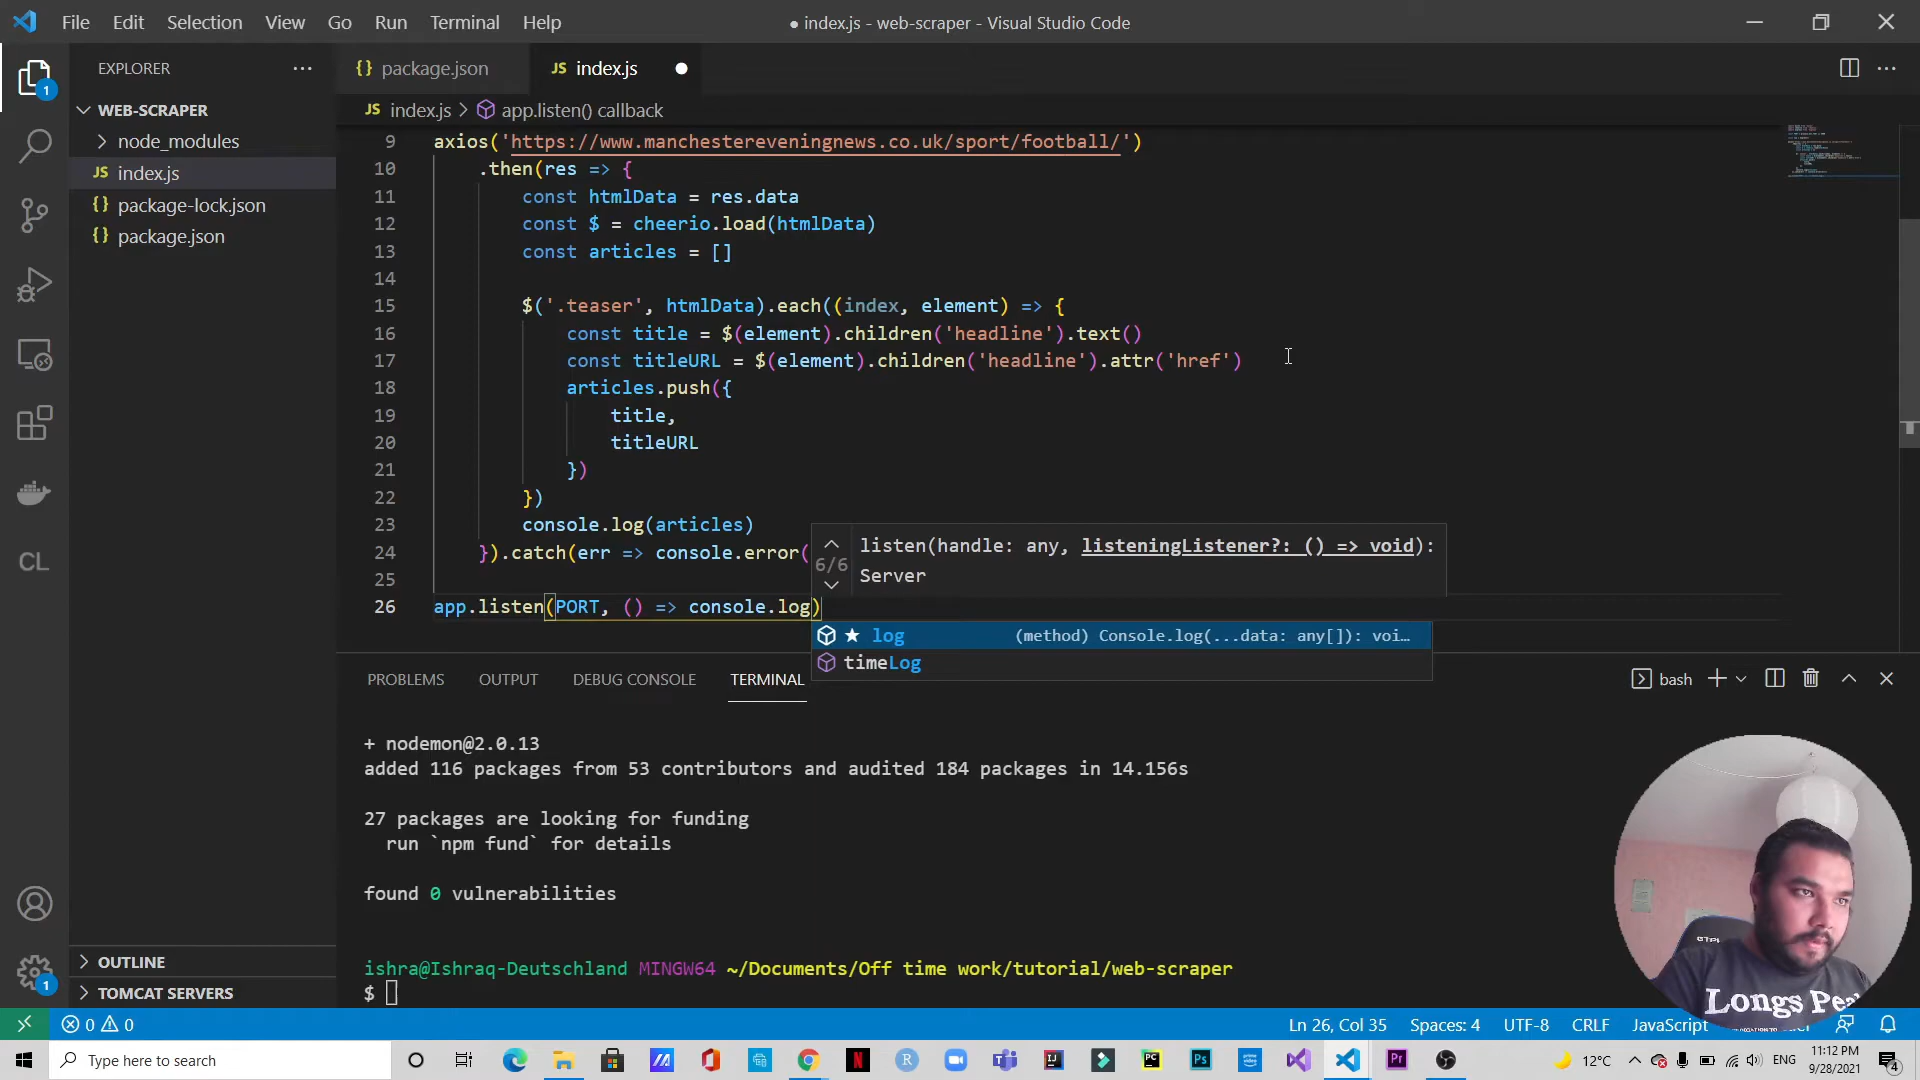 File Edit Selection View Go Run Terminal Help
● index.js - web-scraper - Visual Studio Code
EXPLORER
WEB-SCRAPER
node_modules
JS index.js
{} package-lock.json
{} package.json
OUTLINE
TOMCAT SERVERS
1
CL
1
{} package.json
JS index.js
JS index.js > app.listen() callback
9 axios('https://www.manchestereveningnews.co.uk/sport/football/')
10 .then(res => {
11 const htmlData = res.data
12 const $ = cheerio.load(htmlData)
13 const articles = []
14
15 $('.teaser', htmlData).each((index, element) => {
16 const title = $(element).children('headline').text()
17 const titleURL = $(element).children('headline').attr('href')
18 articles.push({
19 title,
20 titleURL
21 })
22 })
23 console.log(articles)
24 }).catch(err => console.error(
25
26 app.listen(PORT, () => console.log)
6/6
listen(handle: any, listeningListener?: () => void):
Server
log (method) Console.log(...data: any[]): voi…
timeLog
PROBLEMS OUTPUT DEBUG CONSOLE TERMINAL
bash
+ nodemon@2.0.13
added 116 packages from 53 contributors and audited 184 packages in 14.156s
27 packages are looking for funding
run `npm fund` for details
found 0 vulnerabilities
ishra@Ishraq-Deutschland MINGW64 ~/Documents/Off time work/tutorial/web-scraper
$
Longs Pea
0 0
Ln 26, Col 35 Spaces: 4 UTF-8 CRLF JavaScript
Type here to search
12°C
ENG
11:12 PM
9/28/2021
4